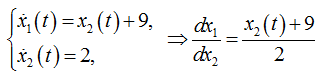 ẋ₁(t) = x₂(t) + 9,
ẋ₂(t) = 2,
⇒ dx₁/dx₂ = (x₂(t) + 9)/2